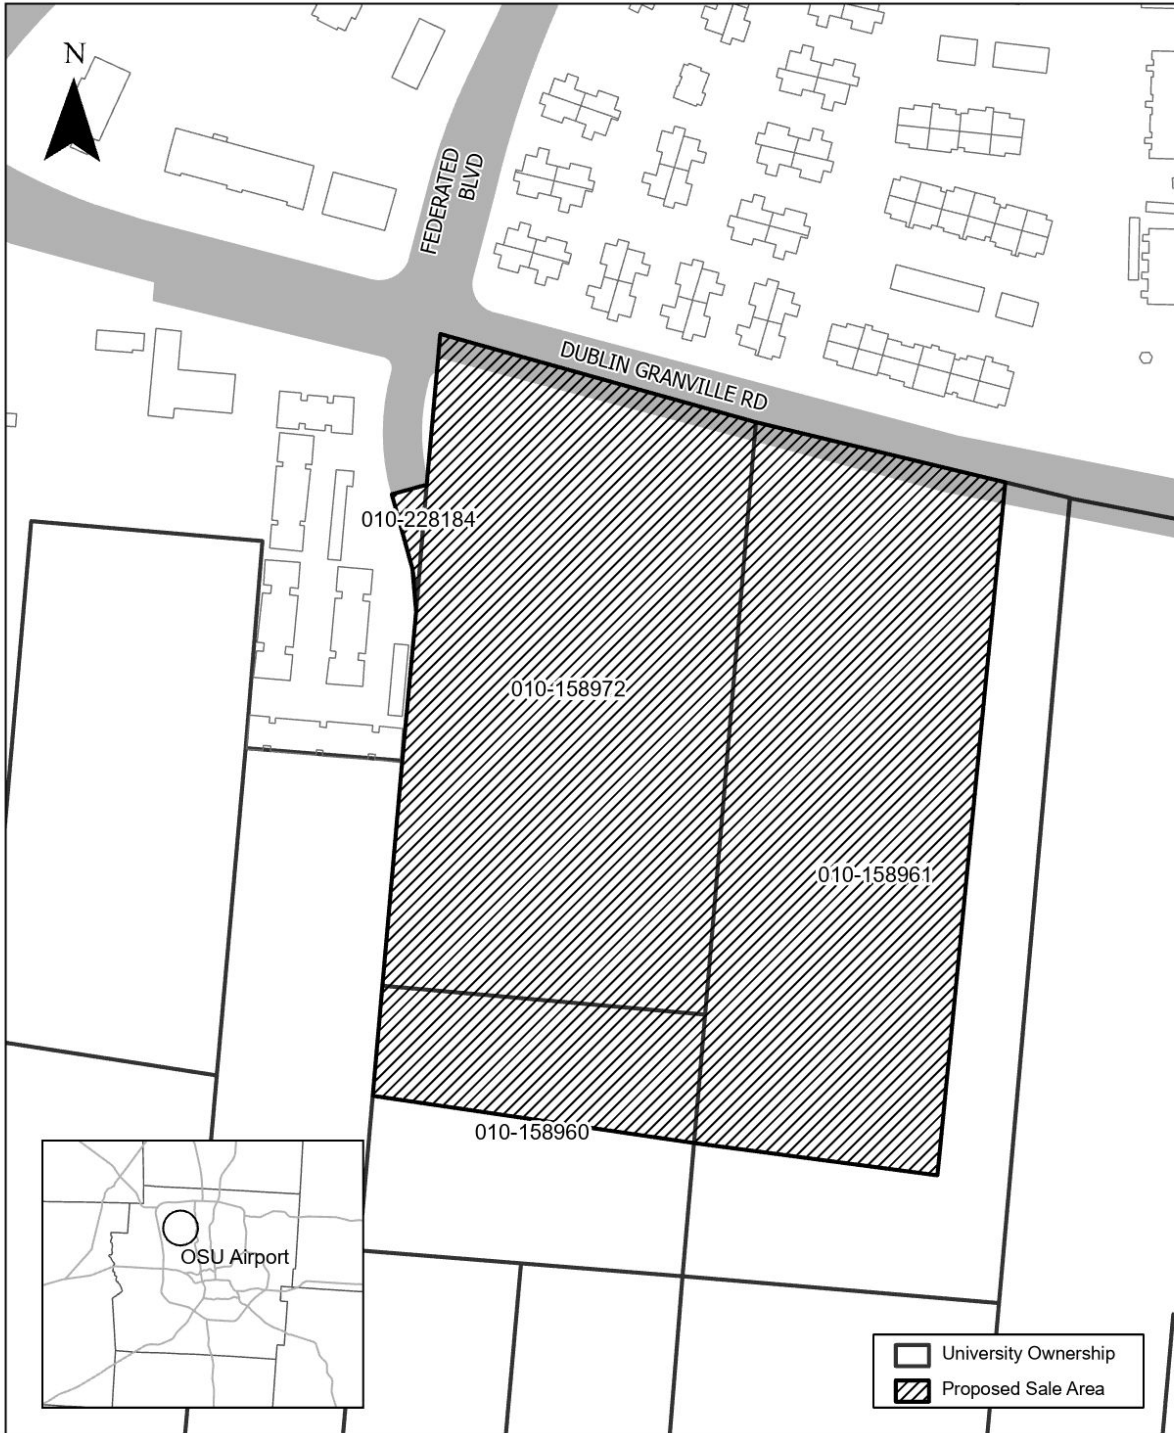 N
FEDERATED
BLVD
DUBLIN GRANVILLE RD
010-228184
010-158972
010-158961
010-158960
OSU Airport
University Ownership
Proposed Sale Area